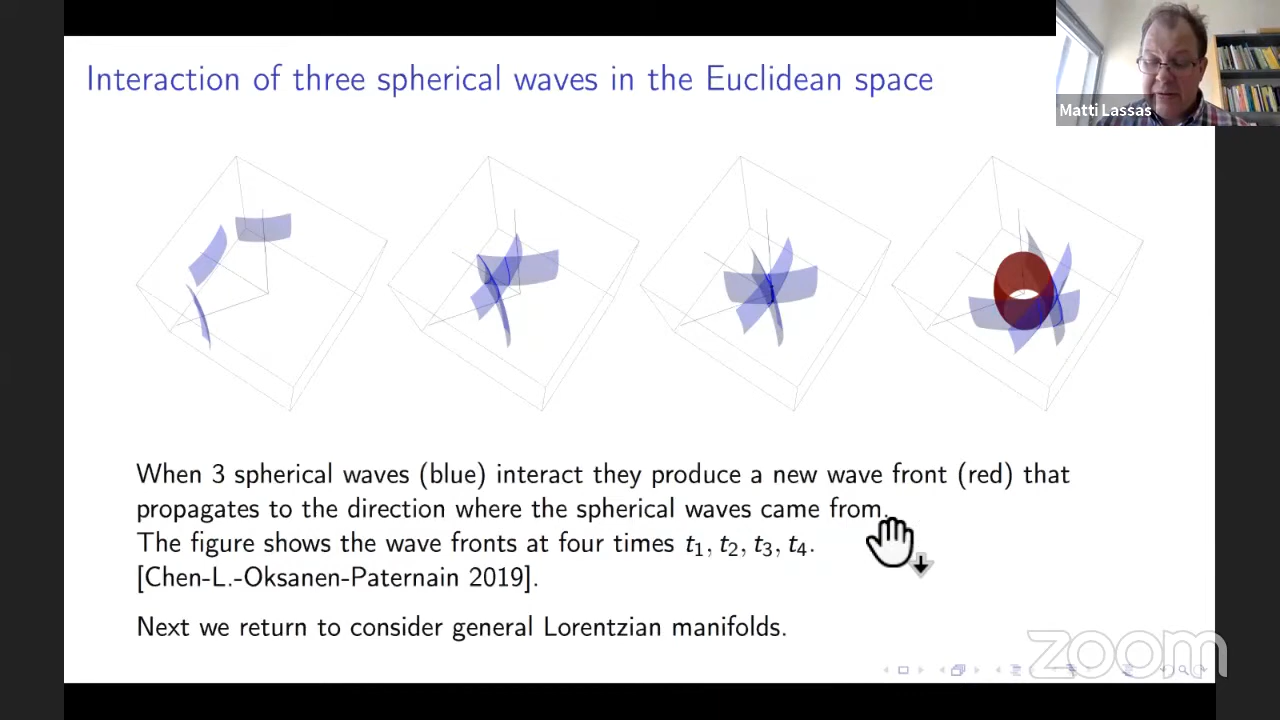 Interaction of three spherical waves in the Euclidean space
Matti Lassas
When 3 spherical waves (blue) interact they produce a new wave front (red) that
propagates to the direction where the spherical waves came from.
The figure shows the wave fronts at four times t₁, t₂, t₃, t₄.
[Chen-L.-Oksanen-Paternain 2019].
Next we return to consider general Lorentzian manifolds.
zoom